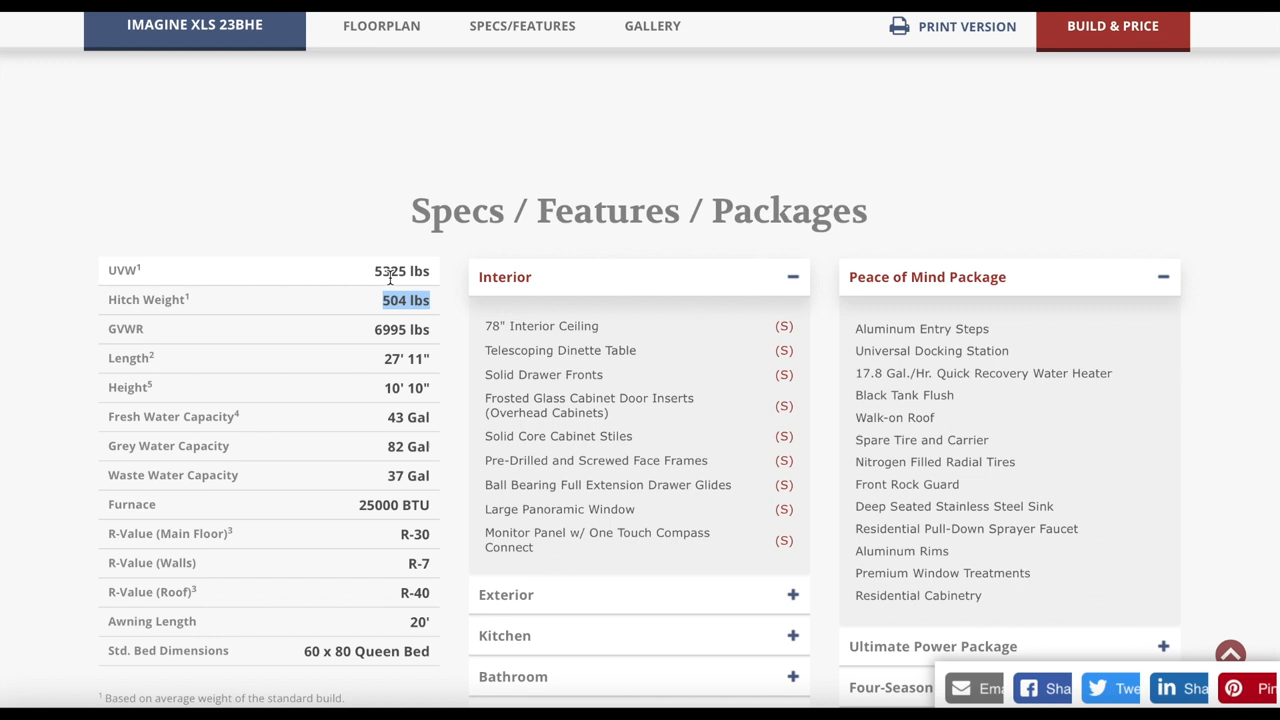 IMAGINE XLS 23BHE
FLOORPLAN
SPECS/FEATURES
GALLERY
PRINT VERSION
BUILD & PRICE
Specs / Features / Packages
UVW1 5325 lbs
Hitch Weight1 504 lbs
GVWR 6995 lbs
Length2 27' 11"
Height5 10' 10"
Fresh Water Capacity4 43 Gal
Grey Water Capacity 82 Gal
Waste Water Capacity 37 Gal
Furnace 25000 BTU
R-Value (Main Floor)3 R-30
R-Value (Walls) R-7
R-Value (Roof)3 R-40
Awning Length 20'
Std. Bed Dimensions 60 x 80 Queen Bed
1 Based on average weight of the standard build.
Interior
78" Interior Ceiling (S)
Telescoping Dinette Table (S)
Solid Drawer Fronts (S)
Frosted Glass Cabinet Door Inserts
(Overhead Cabinets) (S)
Solid Core Cabinet Stiles (S)
Pre-Drilled and Screwed Face Frames (S)
Ball Bearing Full Extension Drawer Glides (S)
Large Panoramic Window (S)
Monitor Panel w/ One Touch Compass
Connect (S)
Exterior
Kitchen
Bathroom
Peace of Mind Package
Aluminum Entry Steps
Universal Docking Station
17.8 Gal./Hr. Quick Recovery Water Heater
Black Tank Flush
Walk-on Roof
Spare Tire and Carrier
Nitrogen Filled Radial Tires
Front Rock Guard
Deep Seated Stainless Steel Sink
Residential Pull-Down Sprayer Faucet
Aluminum Rims
Premium Window Treatments
Residential Cabinetry
Ultimate Power Package
Four-Season
Ema
Sha
Twe
Sha
Pin